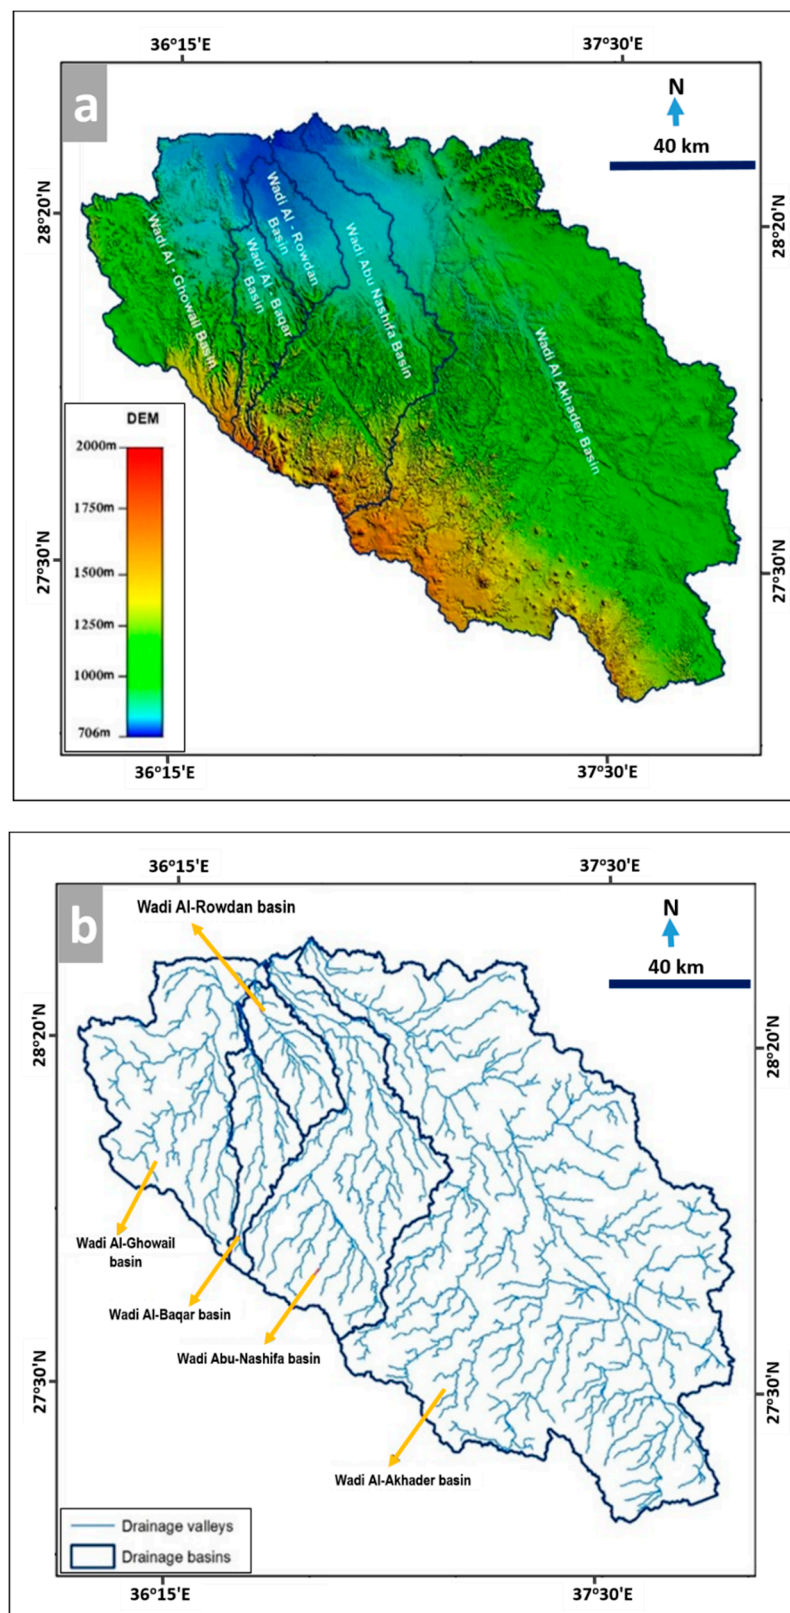 36°15'E
37°30'E
a
N
40 km
28°20'N
28°20'N
Wadi Al - Ghowail Basin
Wadi Al - Rowdan
Basin
Wadi Al - Baqar
Basin
Wadi Abu Nashifa Basin
Wadi Al Akhader Basin
DEM
2000m
1750m
1500m
1250m
1000m
706m
27°30'N
27°30'N
36°15'E
37°30'E
36°15'E
37°30'E
b
Wadi Al-Rowdan basin
N
40 km
28°20'N
28°20'N
Wadi Al-Ghowail
basin
Wadi Al-Baqar basin
Wadi Abu-Nashifa basin
27°30'N
27°30'N
Wadi Al-Akhader basin
Drainage valleys
Drainage basins
36°15'E
37°30'E